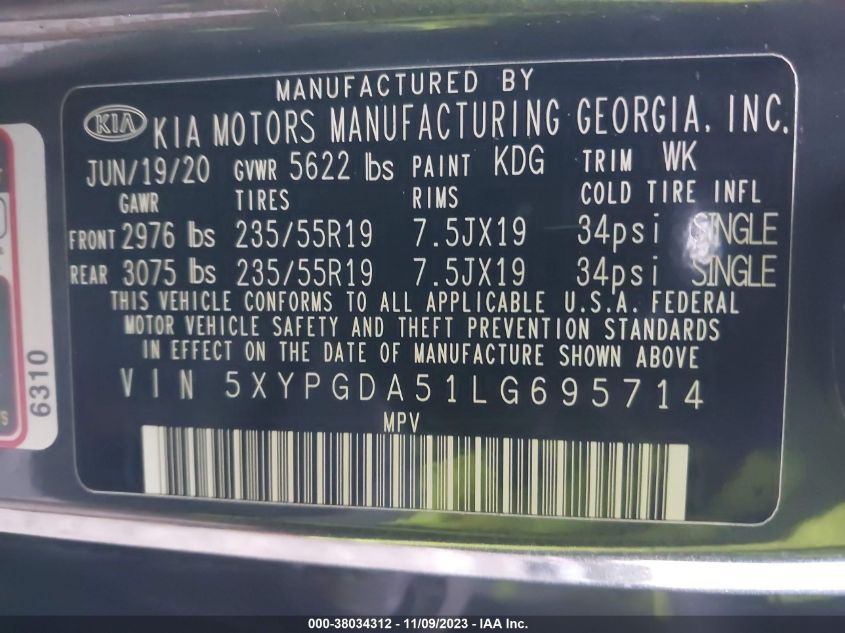 MANUFACTURED BY
KIA KIA MOTORS MANUFACTURING GEORGIA, INC.
JUN/19/20 GVWR 5622 lbs PAINT KDG TRIM WK
GAWR TIRES RIMS COLD TIRE INFL
FRONT 2976 lbs 235/55R19 7.5JX19 34psi SINGLE
REAR 3075 lbs 235/55R19 7.5JX19 34psi SINGLE
THIS VEHICLE CONFORMS TO ALL APPLICABLE U.S.A. FEDERAL
MOTOR VEHICLE SAFETY AND THEFT PREVENTION STANDARDS
IN EFFECT ON THE DATE OF MANUFACTURE SHOWN ABOVE
VIN 5XYPGDA51LG695714
MPV
6310
000-38034312 - 11/09/2023 - IAA Inc.